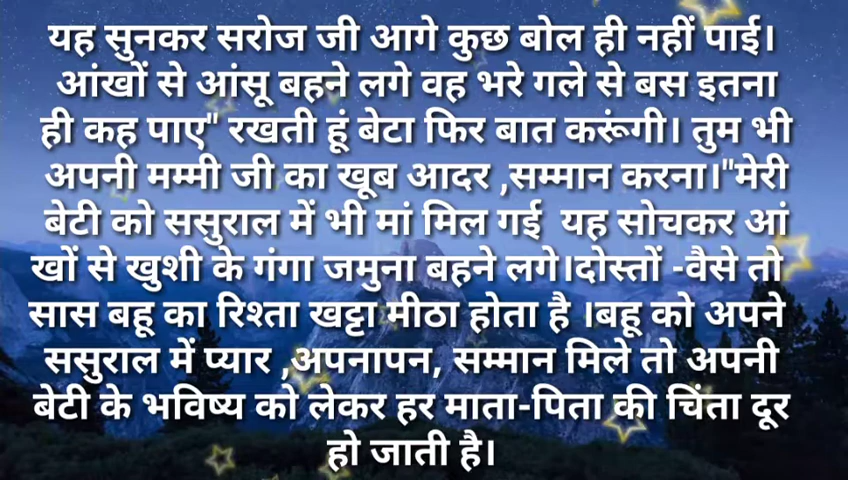 यह सुनकर सरोज जी आगे कुछ बोल ही नहीं पाई।
आंखों से आंसू बहने लगे वह भरे गले से बस इतना
ही कह पाए" रखती हूं बेटा फिर बात करूंगी। तुम भी
अपनी मम्मी जी का खूब आदर ,सम्मान करना।"मेरी
बेटी को ससुराल में भी मां मिल गई यह सोचकर आं
खों से खुशी के गंगा जमुना बहने लगे।दोस्तों -वैसे तो
सास बहू का रिश्ता खट्टा मीठा होता है ।बहू को अपने
ससुराल में प्यार ,अपनापन, सम्मान मिले तो अपनी
बेटी के भविष्य को लेकर हर माता-पिता की चिंता दूर
हो जाती है।